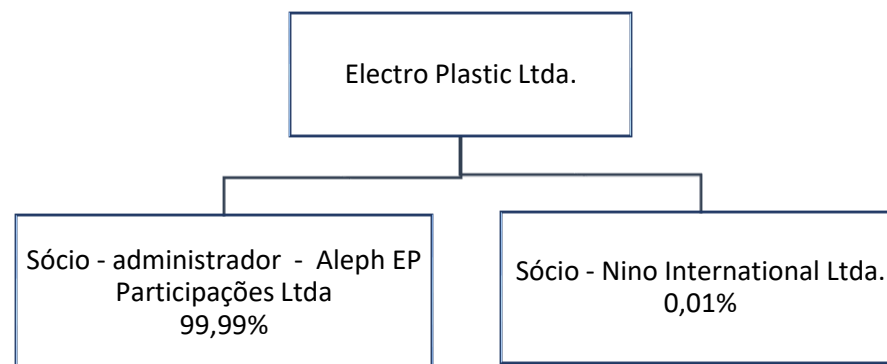 Electro Plastic Ltda.
Sócio - administrador - Aleph EP
Participações Ltda
99,99%
Sócio - Nino International Ltda.
0,01%